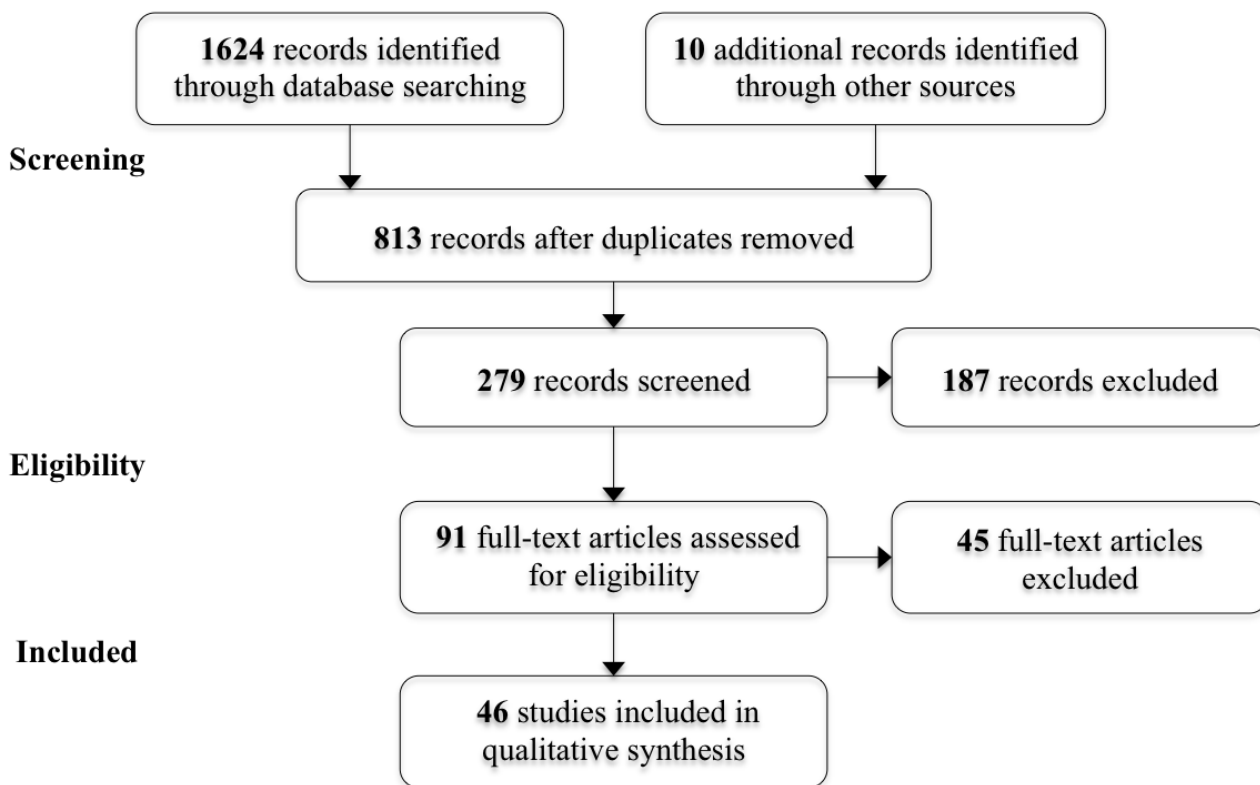 1624 records identified
through database searching
10 additional records identified
through other sources
Screening
813 records after duplicates removed
279 records screened
187 records excluded
Eligibility
91 full-text articles assessed
for eligibility
45 full-text articles
excluded
Included
46 studies included in
qualitative synthesis